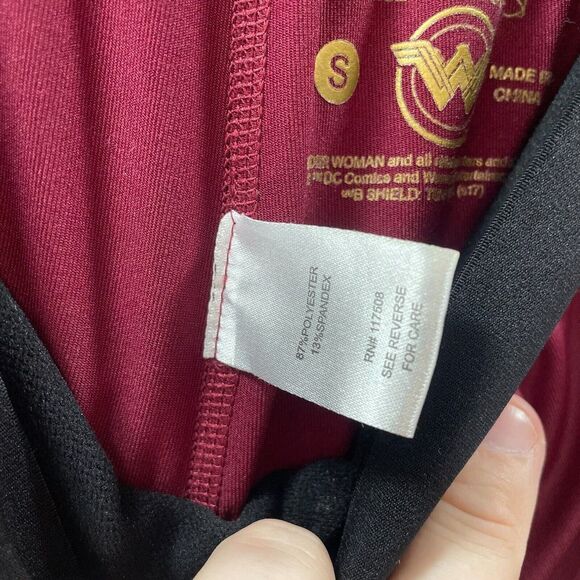 S
W
MADE
CHINA
WOMAN and all
DC Comics and
SHIELD:
87%POLYESTER
13%SPANDEX
RN# 117508
SEE REVERSE
FOR CARE